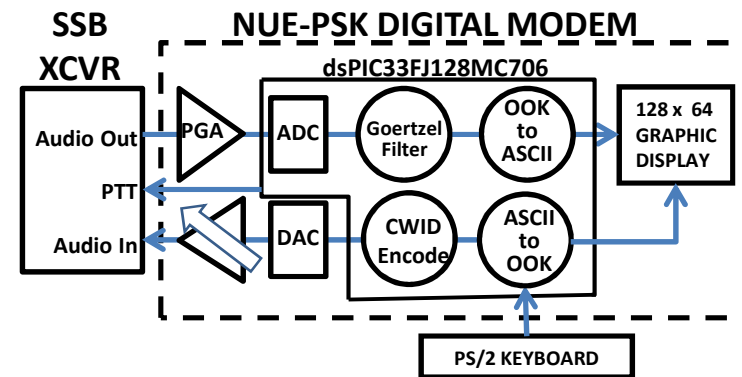 SSB
XCVR
NUE-PSK DIGITAL MODEM
dsPIC33FJ128MC706
Audio Out
PTT
Audio In
PGA
ADC
Goertzel
Filter
OOK
to
ASCII
128 x 64
GRAPHIC
DISPLAY
DAC
CWID
Encode
ASCII
to
OOK
PS/2 KEYBOARD